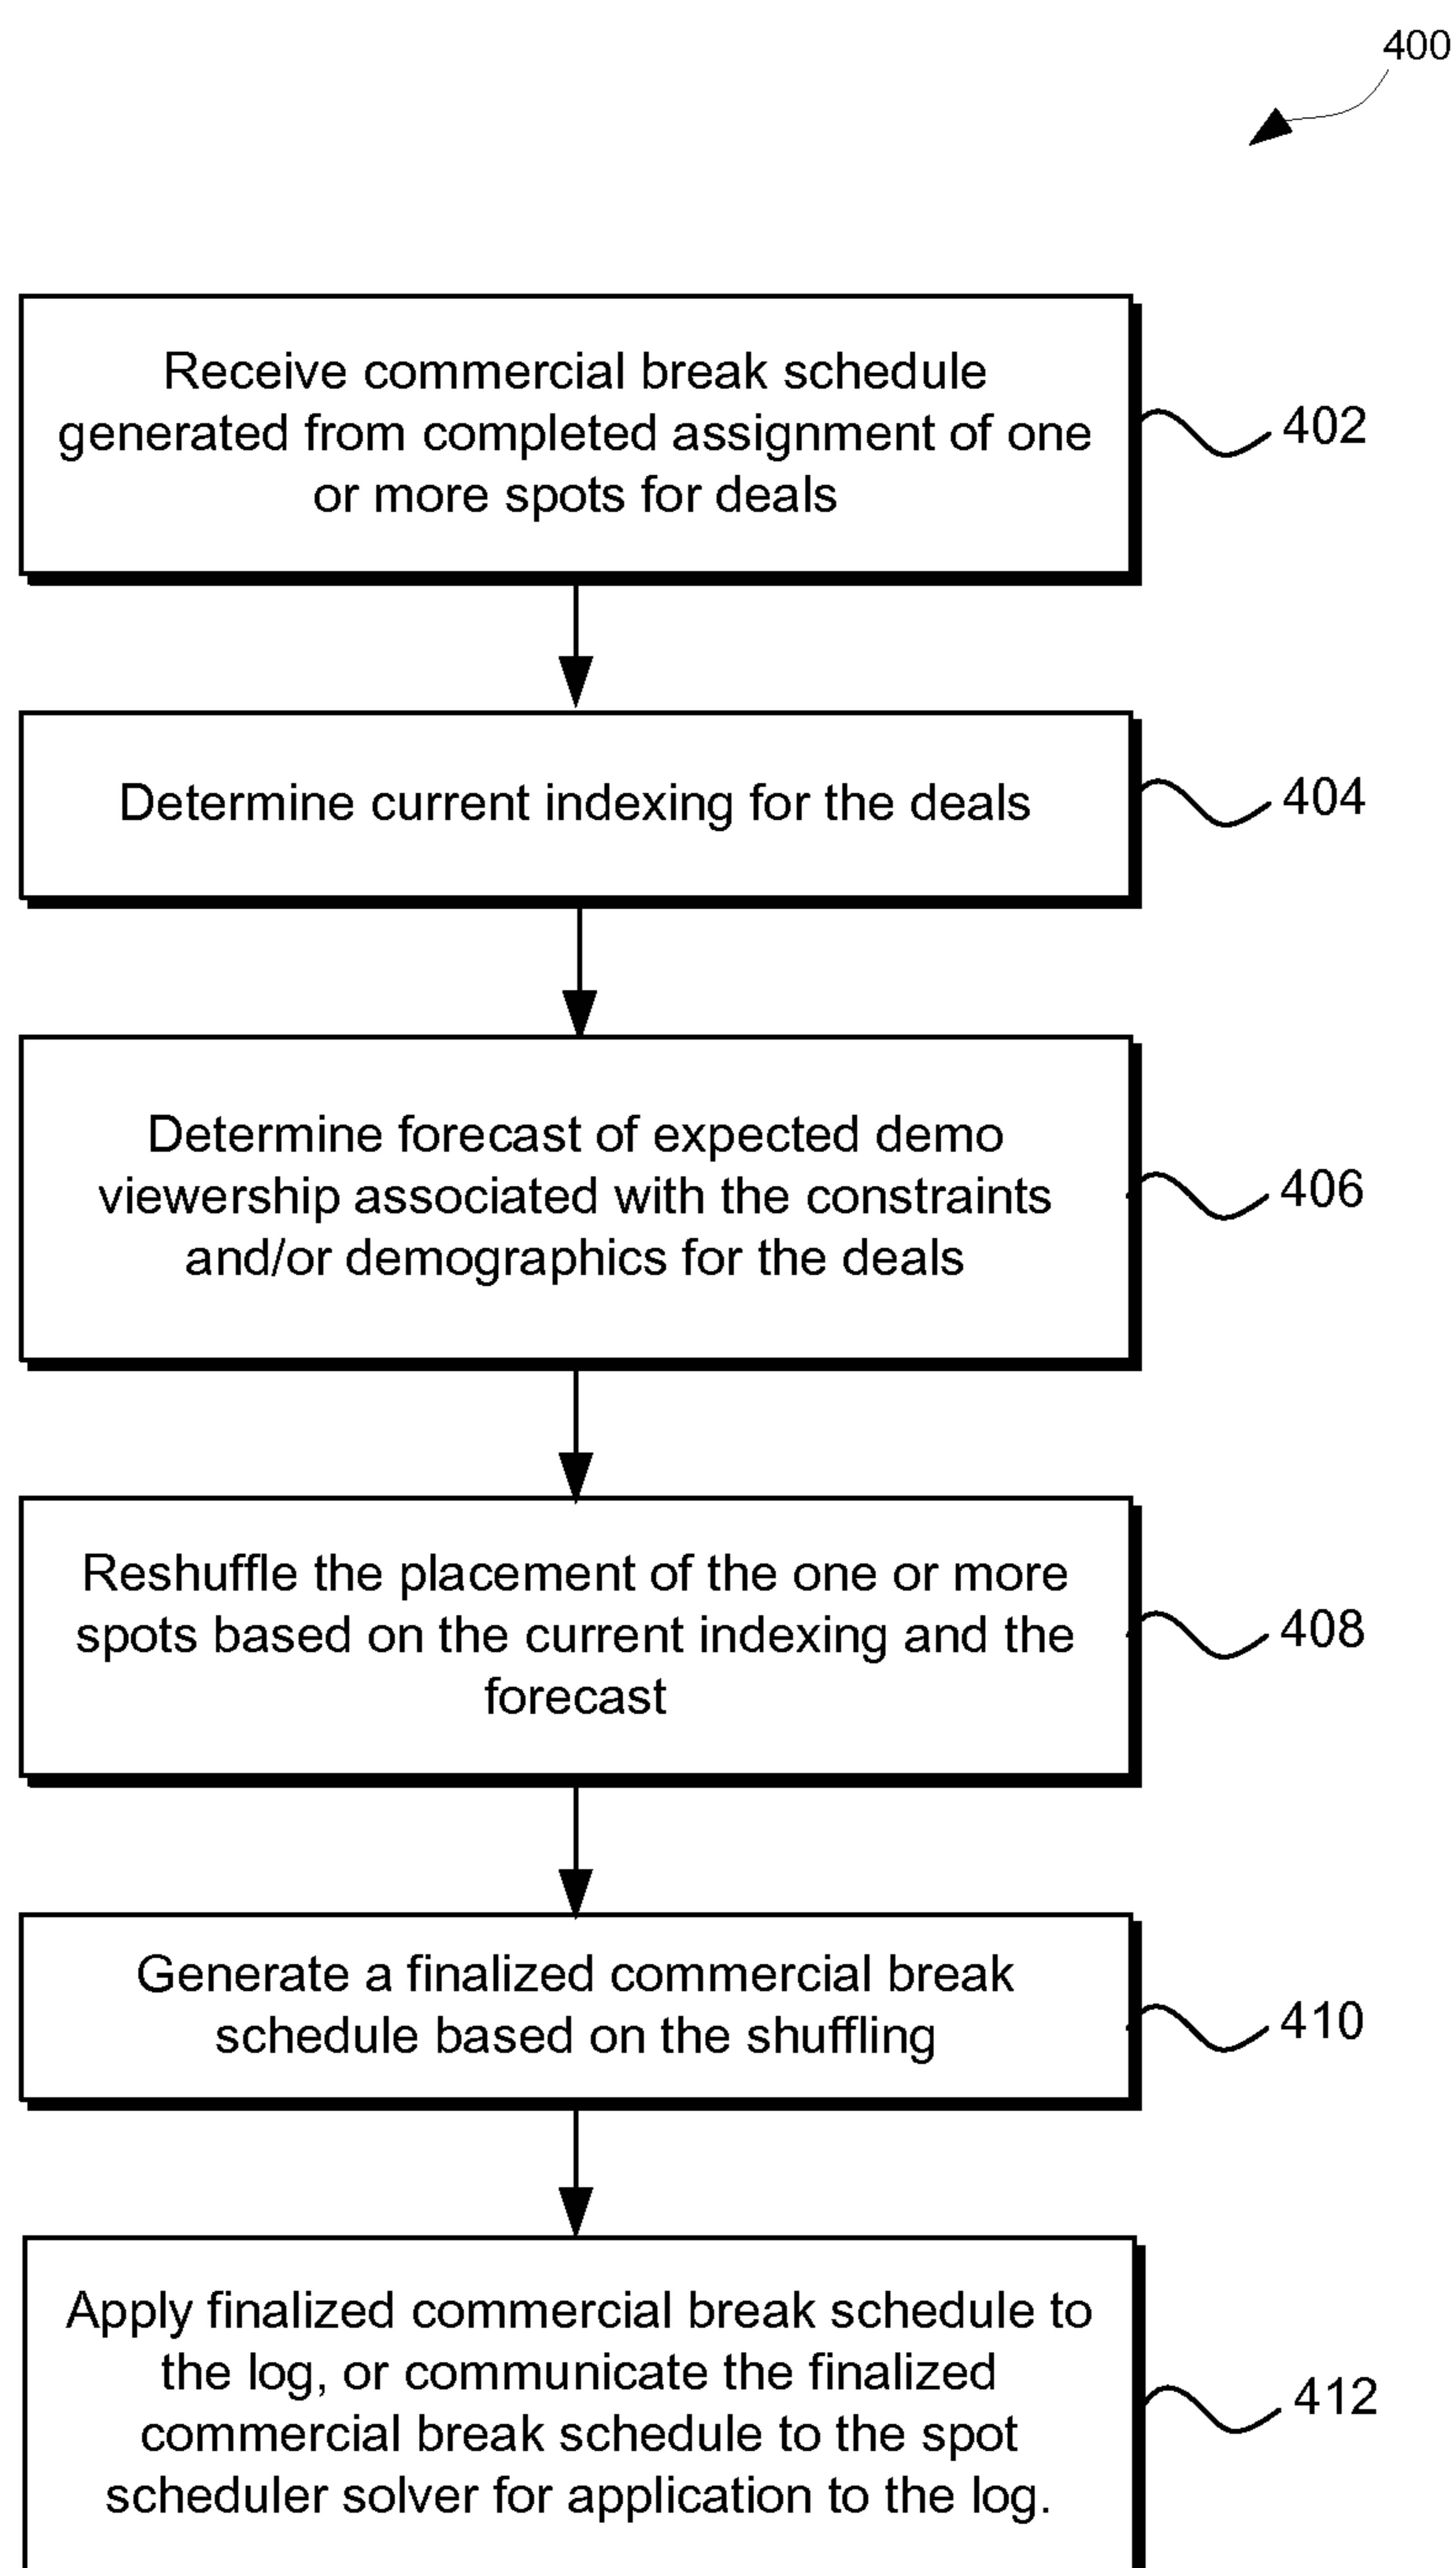 400
Receive commercial break schedule
generated from completed assignment of one
or more spots for deals
402
Determine current indexing for the deals
404
Determine forecast of expected demo
viewership associated with the constraints
and/or demographics for the deals
406
Reshuffle the placement of the one or more
spots based on the current indexing and the
forecast
408
Generate a finalized commercial break
schedule based on the shuffling
410
Apply finalized commercial break schedule to
the log, or communicate the finalized
commercial break schedule to the spot
scheduler solver for application to the log.
412